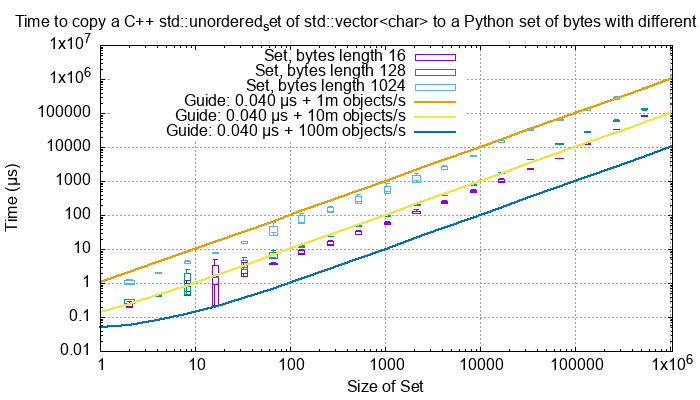 Time to copy a C++ std::unordered_set of std::vector<char> to a Python set of bytes with different
1x10^7
1x10^6
100000
10000
1000
100
10
1
0.1
0.01
Time (µs)
Set, bytes length 16
Set, bytes length 128
Set, bytes length 1024
Guide: 0.040 µs + 1m objects/s
Guide: 0.040 µs + 10m objects/s
Guide: 0.040 µs + 100m objects/s
1 10 100 1000 10000 100000 1x10^6
Size of Set